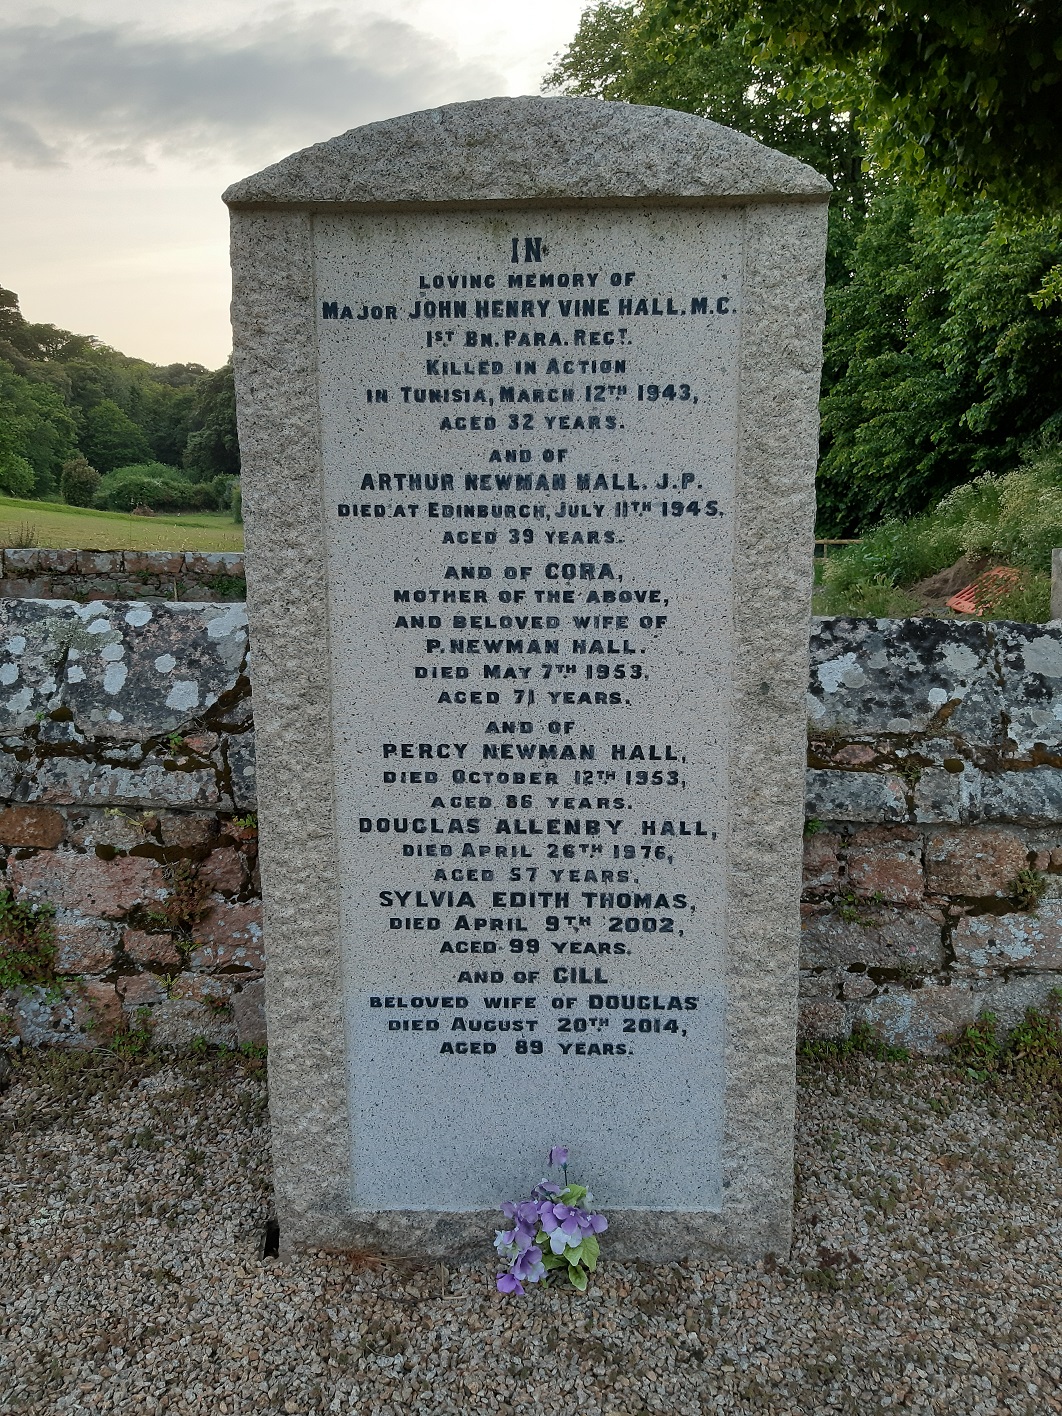 IN
LOVING MEMORY OF
MAJOR JOHN HENRY VINE HALL. M.C.
1ST BN. PARA. REGT.
KILLED IN ACTION
IN TUNISIA, MARCH 12TH 1943,
AGED 32 YEARS.
AND OF
ARTHUR NEWMAN HALL. J.P.
DIED AT EDINBURGH, JULY 11TH 1945.
AGED 39 YEARS.
AND OF CORA,
MOTHER OF THE ABOVE,
AND BELOVED WIFE OF
P. NEWMAN HALL.
DIED MAY 7TH 1953,
AGED 71 YEARS.
AND OF
PERCY NEWMAN HALL,
DIED OCTOBER 12TH 1953,
AGED 86 YEARS.
DOUGLAS ALLENBY HALL,
DIED APRIL 26TH 1976,
AGED 57 YEARS.
SYLVIA EDITH THOMAS,
DIED APRIL 9TH 2002,
AGED 99 YEARS.
AND OF GILL
BELOVED WIFE OF DOUGLAS
DIED AUGUST 20TH 2014,
AGED 89 YEARS.